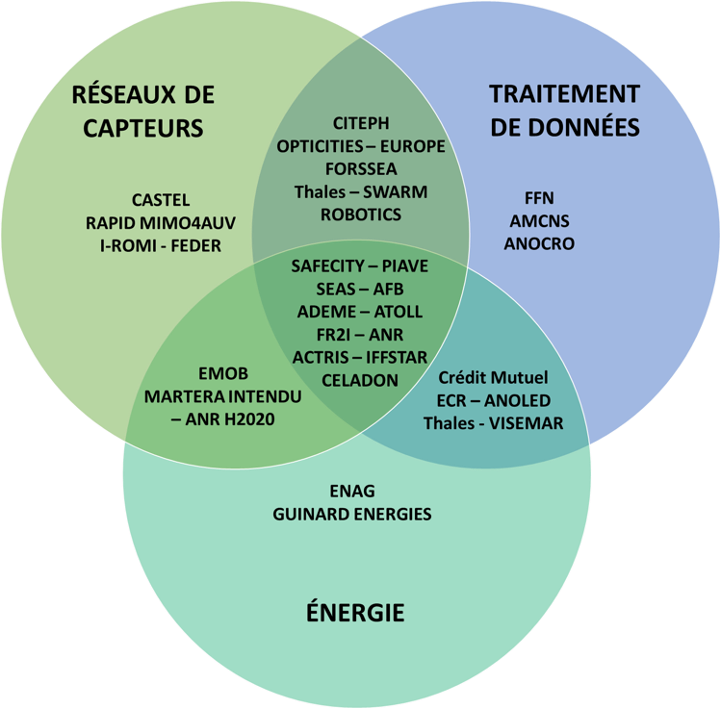 RÉSEAUX DE
CAPTEURS
TRAITEMENT
DE DONNÉES
CITEPH
OPTICITIES – EUROPE
FORSSEA
Thales – SWARM
ROBOTICS
CASTEL
RAPID MIMO4AUV
I-ROMI - FEDER
FFN
AMCNS
ANOCRO
SAFECITY – PIAVE
SEAS – AFB
ADEME – ATOLL
FR2I – ANR
ACTRIS – IFFSTAR
CELADON
EMOB
MARTERA INTENDU
– ANR H2020
Crédit Mutuel
ECR – ANOLED
Thales - VISEMAR
ENAG
GUINARD ENERGIES
ÉNERGIE